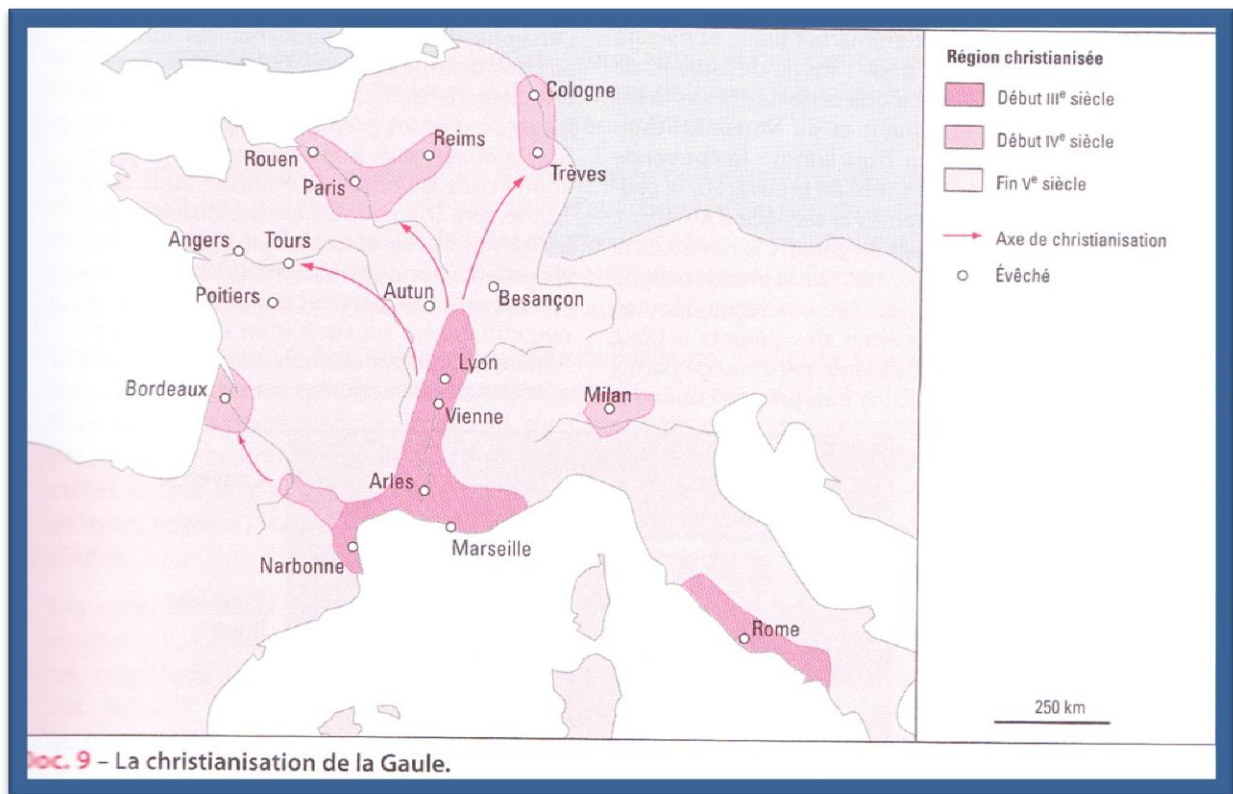 Cologne
Reims
Rouen
Trèves
Paris
Angers
Tours
Poitiers
Autun
Besançon
Lyon
Bordeaux
Milan
Vienne
Arles
Marseille
Narbonne
Rome
Région christianisée
Début IIIe siècle
Début IVe siècle
Fin Ve siècle
Axe de christianisation
Évêché
250 km
Doc. 9 – La christianisation de la Gaule.